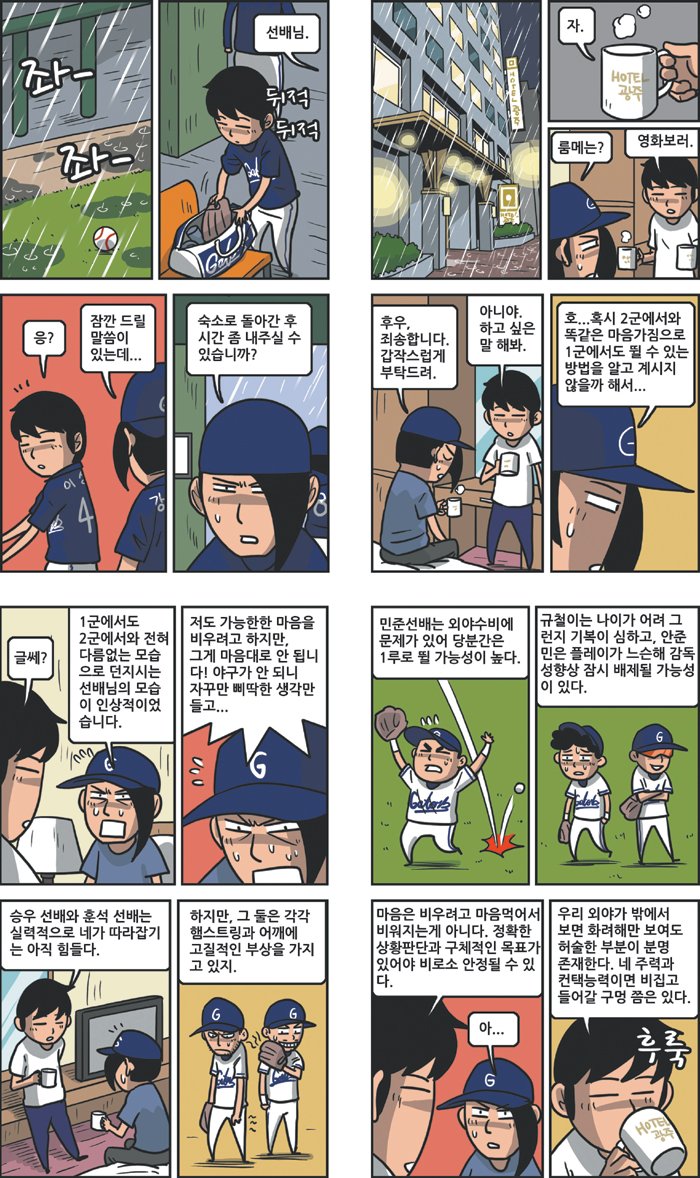 좌-
좌-
선배님.
뒤적
뒤적
Gators
응?
잠깐 드릴
말씀이
있는데...
이상
4
강
숙소로 돌아간 후
시간 좀 내주실 수
있습니까?
HOTEL 광주
HOTEL
광주
자.
HOTEL
광주
룸메는?
영화보러.
G
후우,
죄송합니다.
갑작스럽게
부탁드려.
아니야.
하고 싶은
말 해봐.
호...혹시 2군에서와
똑같은 마음가짐으로
1군에서도 뛸 수 있는
방법을 알고 계시지
않을까 해서...
G
글쎄?
1군에서도
2군에서와 전혀
다름없는 모습
으로 던지시는
선배님의 모습
이 인상적이었
습니다.
G
저도 가능한한 마음을
비우려고 하지만,
그게 마음대로 안 됩니
다! 야구가 안 되니
자꾸만 삐딱한 생각만
들고...
G
승우 선배와 훈석 선배는
실력적으로 네가 따라잡기
는 아직 힘들다.
하지만, 그 둘은 각각
햄스트링과 어깨에
고질적인 부상을 가지
고 있지.
G
G
민준선배는 외야수비에
문제가 있어 당분간은
1루로 뛸 가능성이 높다.
G
Gators
규철이는 나이가 어려 그
런지 기복이 심하고, 안준
민은 플레이가 느슨해 감독
성향상 잠시 배제될 가능성
이 있다.
Gators
마음은 비우려고 마음먹어서
비워지는게 아니다. 정확한
상황판단과 구체적인 목표가
있어야 비로소 안정될 수 있
다.
아...
G
우리 외야가 밖에서
보면 화려해만 보여도
허술한 부분이 분명
존재한다. 네 주력과
컨택능력이면 비집고
들어갈 구멍 쯤은 있다.
후룩
HOTEL
광주